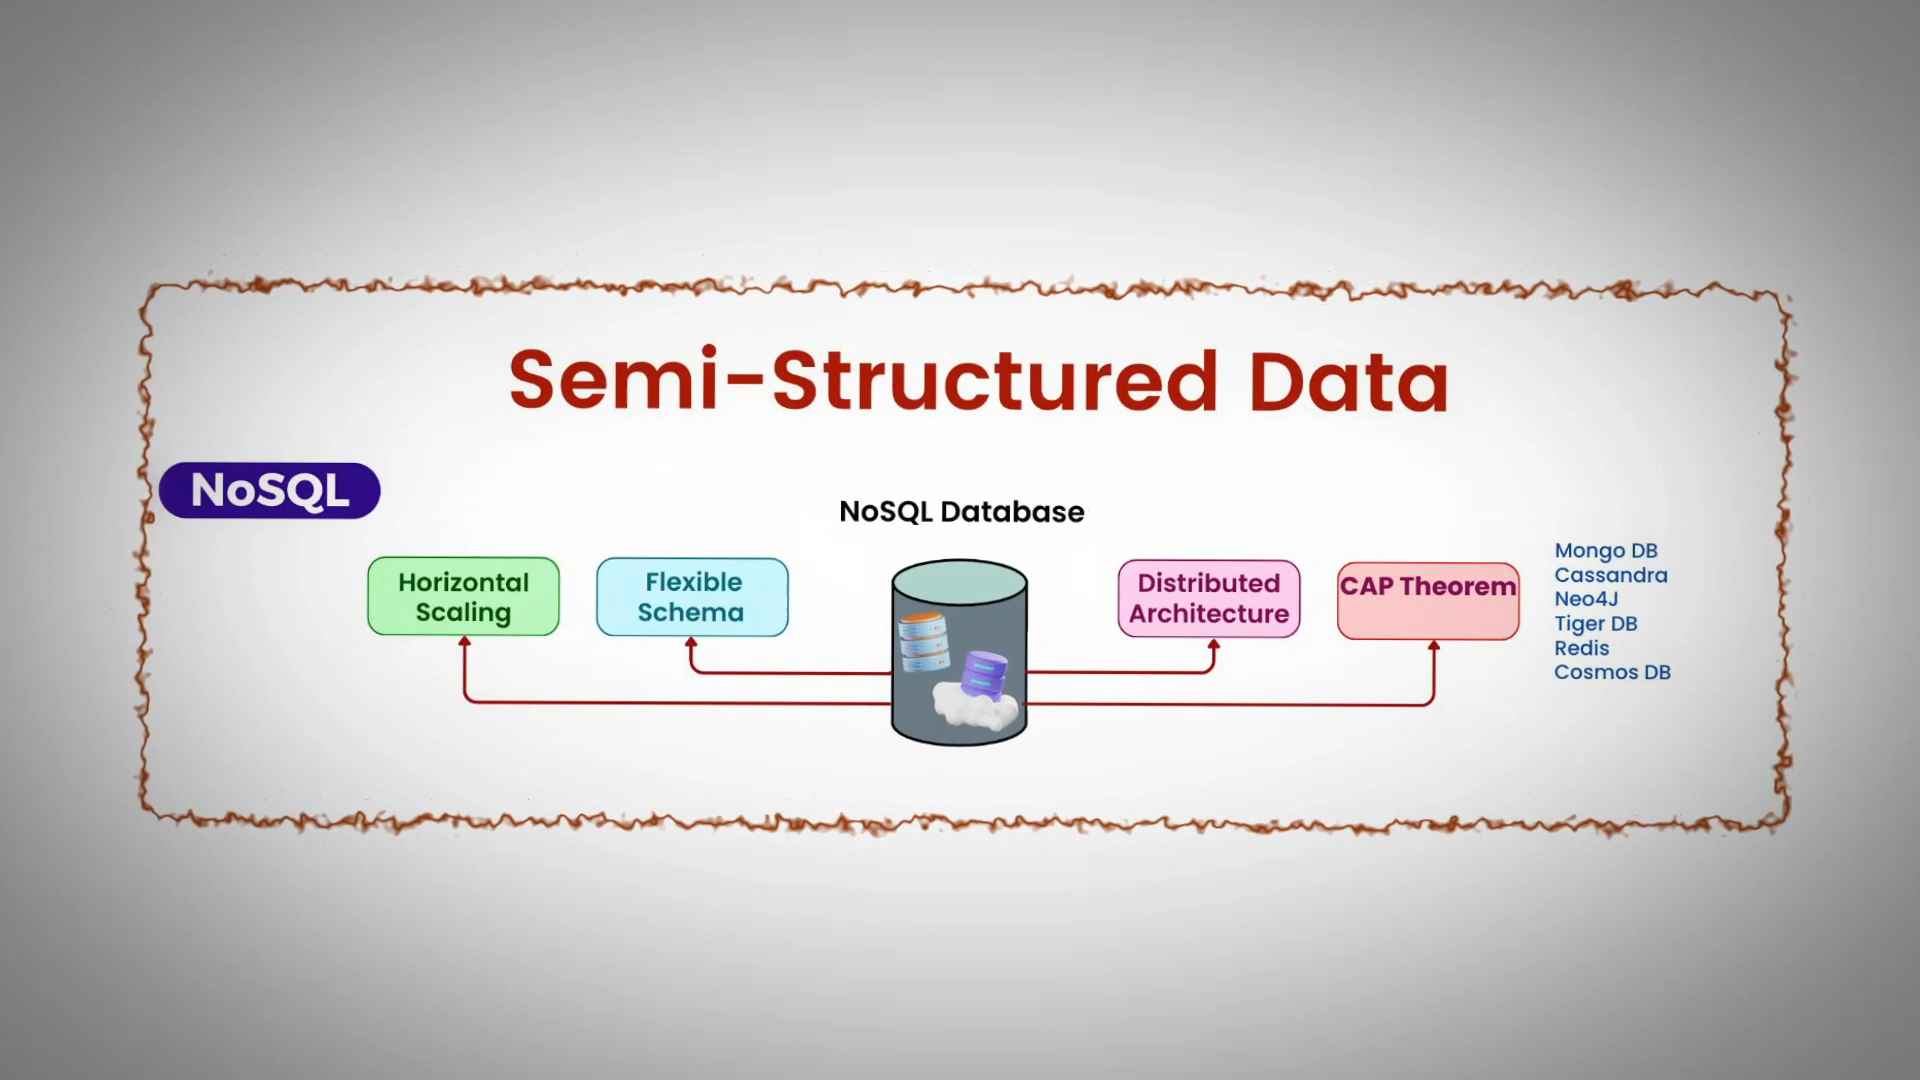 Semi-Structured Data
NoSQL
NoSQL Database
Horizontal
Scaling
Flexible
Schema
Distributed
Architecture
CAP Theorem
Mongo DB
Cassandra
Neo4J
Tiger DB
Redis
Cosmos DB